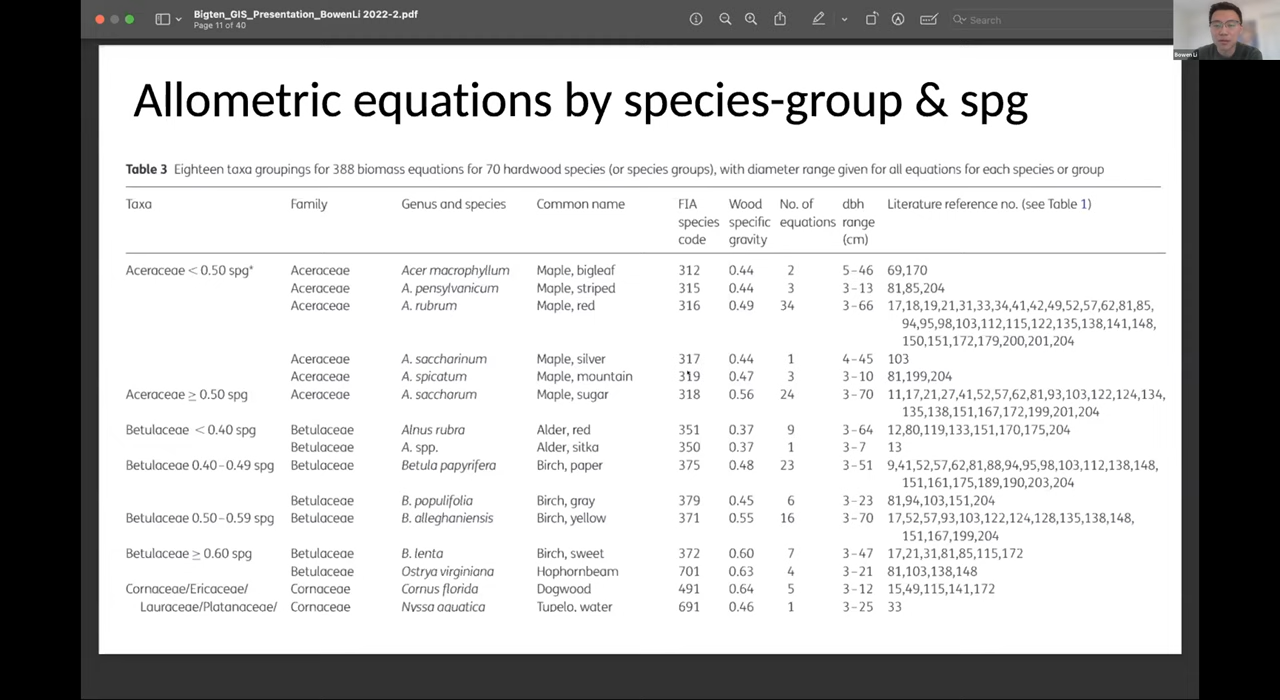 Bigten_GIS_Presentation_BowenLi 2022-2.pdf
Page 11 of 40
Search
Bowen Li
Allometric equations by species-group & spg
Table 3 Eighteen taxa groupings for 388 biomass equations for 70 hardwood species (or species groups), with diameter range given for all equations for each species or group
Taxa Family Genus and species Common name FIA species code Wood specific gravity No. of equations dbh range (cm) Literature reference no. (see Table 1)
Aceraceae < 0.50 spg* Aceraceae Acer macrophyllum Maple, bigleaf 312 0.44 2 5–46 69,170
Aceraceae A. pensylvanicum Maple, striped 315 0.44 3 3–13 81,85,204
Aceraceae A. rubrum Maple, red 316 0.49 34 3–66 17,18,19,21,31,33,34,41,42,49,52,57,62,81,85,
94,95,98,103,112,115,122,135,138,141,148,
150,151,172,179,200,201,204
Aceraceae A. saccharinum Maple, silver 317 0.44 1 4–45 103
Aceraceae A. spicatum Maple, mountain 319 0.47 3 3–10 81,199,204
Aceraceae ≥ 0.50 spg Aceraceae A. saccharum Maple, sugar 318 0.56 24 3–70 11,17,21,27,41,52,57,62,81,93,103,122,124,134,
135,138,151,167,172,199,201,204
Betulaceae < 0.40 spg Betulaceae Alnus rubra Alder, red 351 0.37 9 3–64 12,80,119,133,151,170,175,204
Betulaceae A. spp. Alder, sitka 350 0.37 1 3–7 13
Betulaceae 0.40–0.49 spg Betulaceae Betula papyrifera Birch, paper 375 0.48 23 3–51 9,41,52,57,62,81,88,94,95,98,103,112,138,148,
151,161,175,189,190,203,204
Betulaceae B. populifolia Birch, gray 379 0.45 6 3–23 81,94,103,151,204
Betulaceae 0.50–0.59 spg Betulaceae B. alleghaniensis Birch, yellow 371 0.55 16 3–70 17,52,57,93,103,122,124,128,135,138,148,
151,167,199,204
Betulaceae ≥ 0.60 spg Betulaceae B. lenta Birch, sweet 372 0.60 7 3–47 17,21,31,81,85,115,172
Betulaceae Ostrya virginiana Hophornbeam 701 0.63 4 3–21 81,103,138,148
Cornaceae/Ericaceae/ Cornaceae Cornus florida Dogwood 491 0.64 5 3–12 15,49,115,141,172
Lauraceae/Platanaceae/ Cornaceae Nyssa aquatica Tupelo, water 691 0.46 1 3–25 33